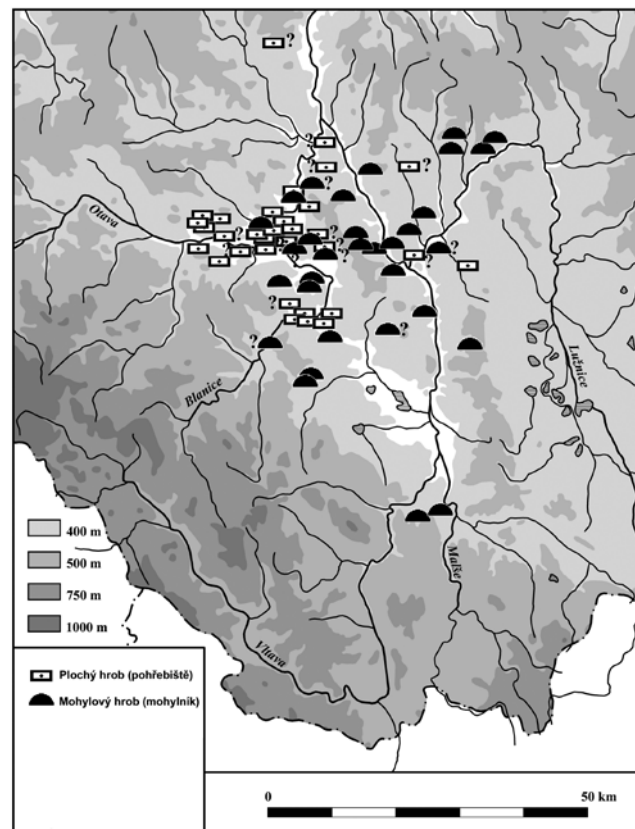 ?
?
?
?
?
Otava
?
?
?
?
?
?
?
?
?
?
?
Blanice
Lužnice
400 m
500 m
750 m
1000 m
Malše
Vltava
Plochý hrob (pohřebiště)
Mohylový hrob (mohylník)
0
50 km